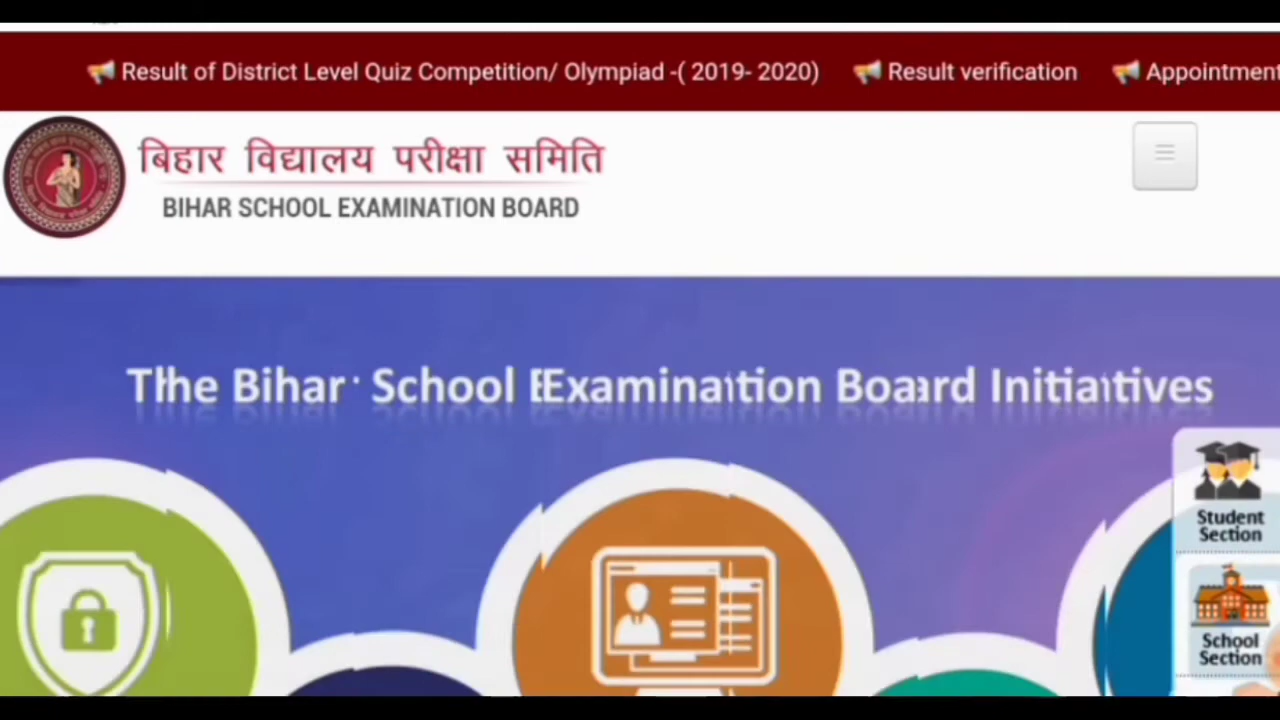 Result of District Level Quiz Competition/ Olympiad -( 2019- 2020) Result verification Appointment
बिहार विद्यालय परीक्षा समिति
BIHAR SCHOOL EXAMINATION BOARD
The Bihar School Examination Board Initiatives
Student
Section
School
Section